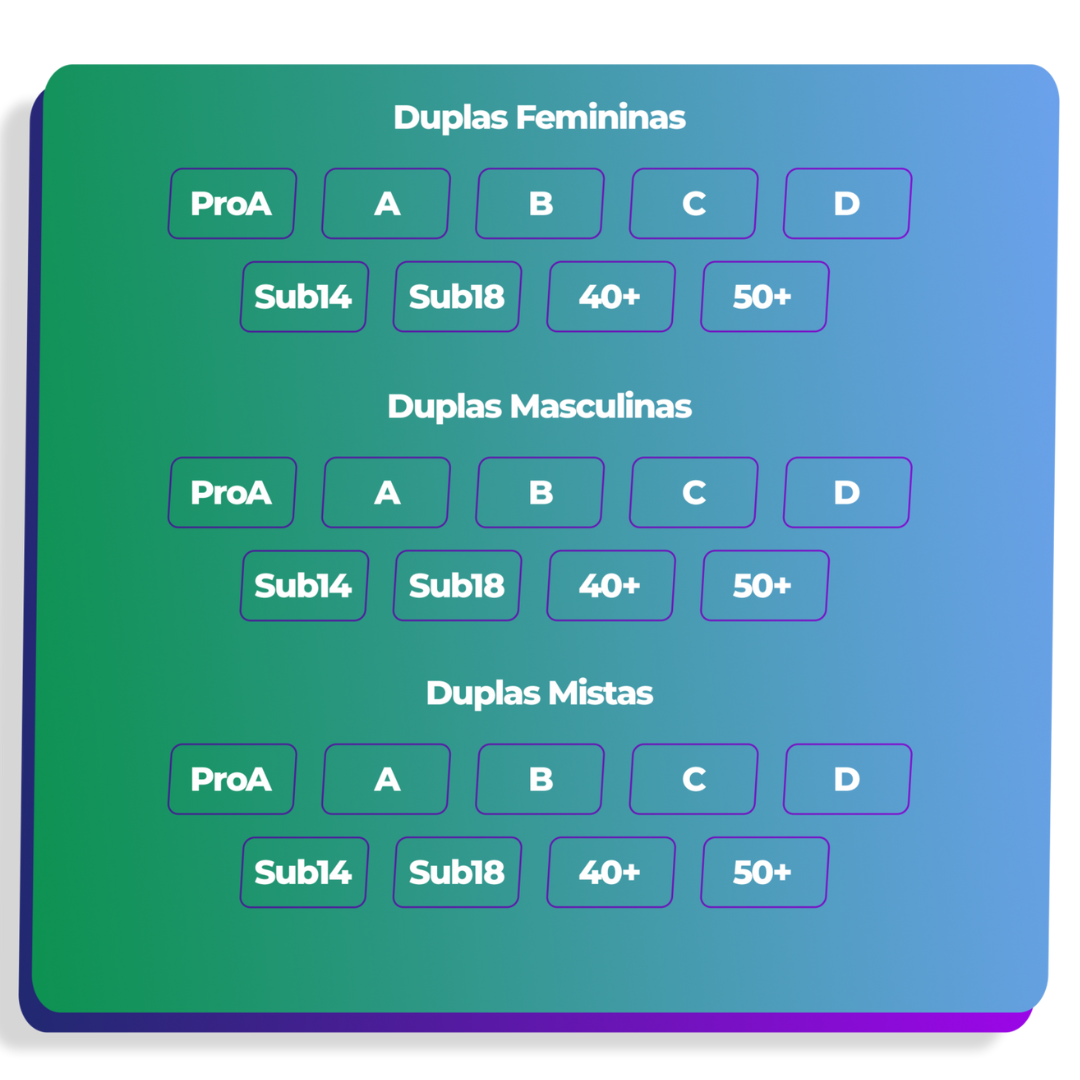 Duplas Femininas
ProA A B C D
Sub14 Sub18 40+ 50+
Duplas Masculinas
ProA A B C D
Sub14 Sub18 40+ 50+
Duplas Mistas
ProA A B C D
Sub14 Sub18 40+ 50+